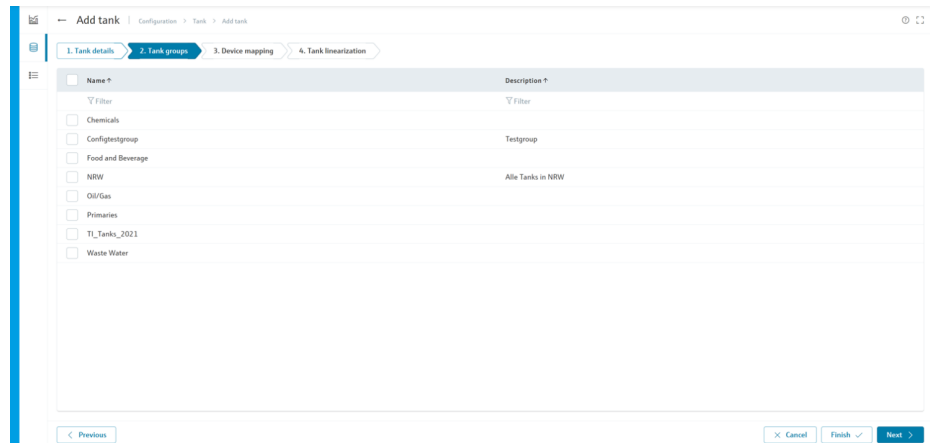 Add tank | Configuration > Tank > Add tank
1. Tank details 2. Tank groups 3. Device mapping 4. Tank linearization
Name Description
Filter Filter
Chemicals
Configtestgroup Testgroup
Food and Beverage
NRW Alle Tanks in NRW
Oil/Gas
Primaries
TI_Tanks_2021
Waste Water
Previous Cancel Finish Next